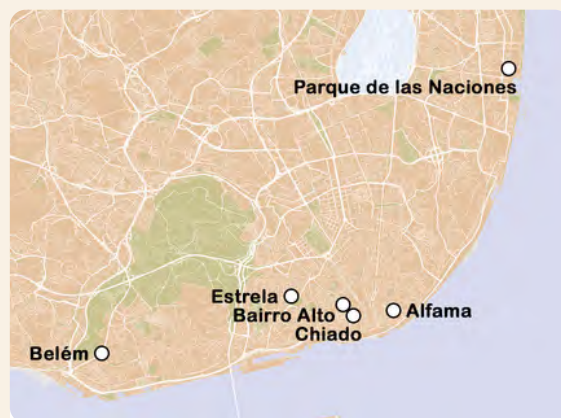 Parque de las Naciones
Estrela
Bairro Alto
Chiado
Alfama
Belém